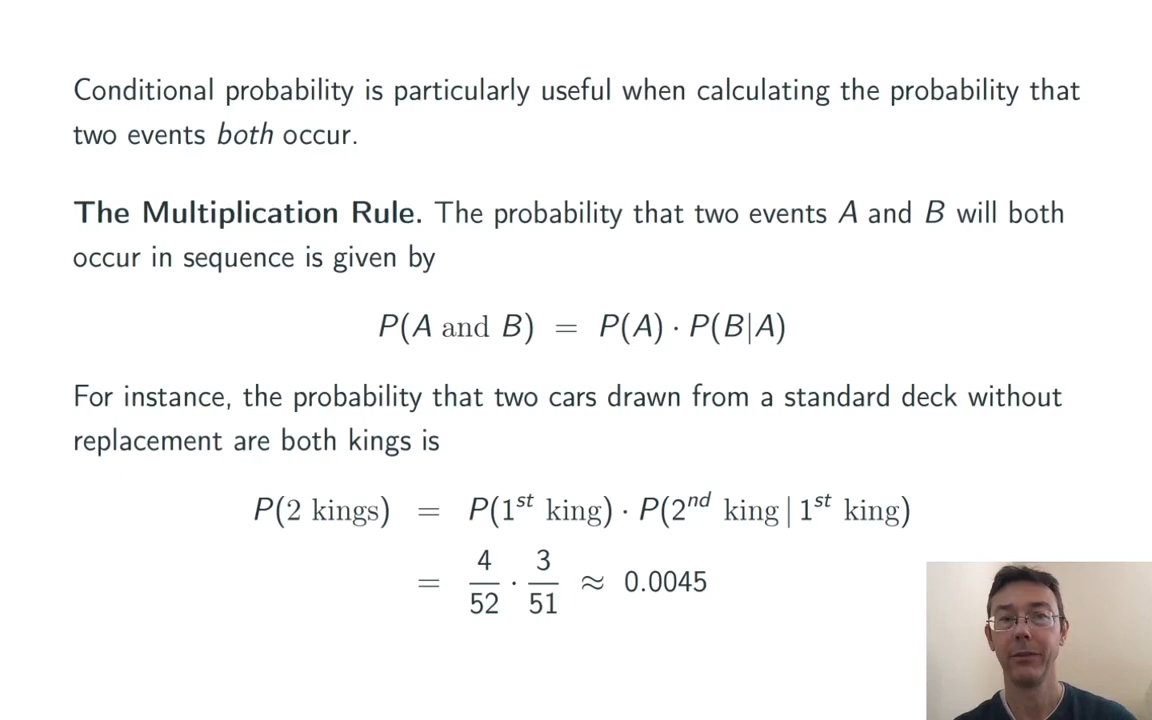 Conditional probability is particularly useful when calculating the probability that
two events both occur.
The Multiplication Rule. The probability that two events A and B will both
occur in sequence is given by
P(A and B) = P(A) · P(B|A)
For instance, the probability that two cars drawn from a standard deck without
replacement are both kings is
P(2 kings) = P(1st king) · P(2nd king | 1st king)
= 4/52 · 3/51 ≈ 0.0045